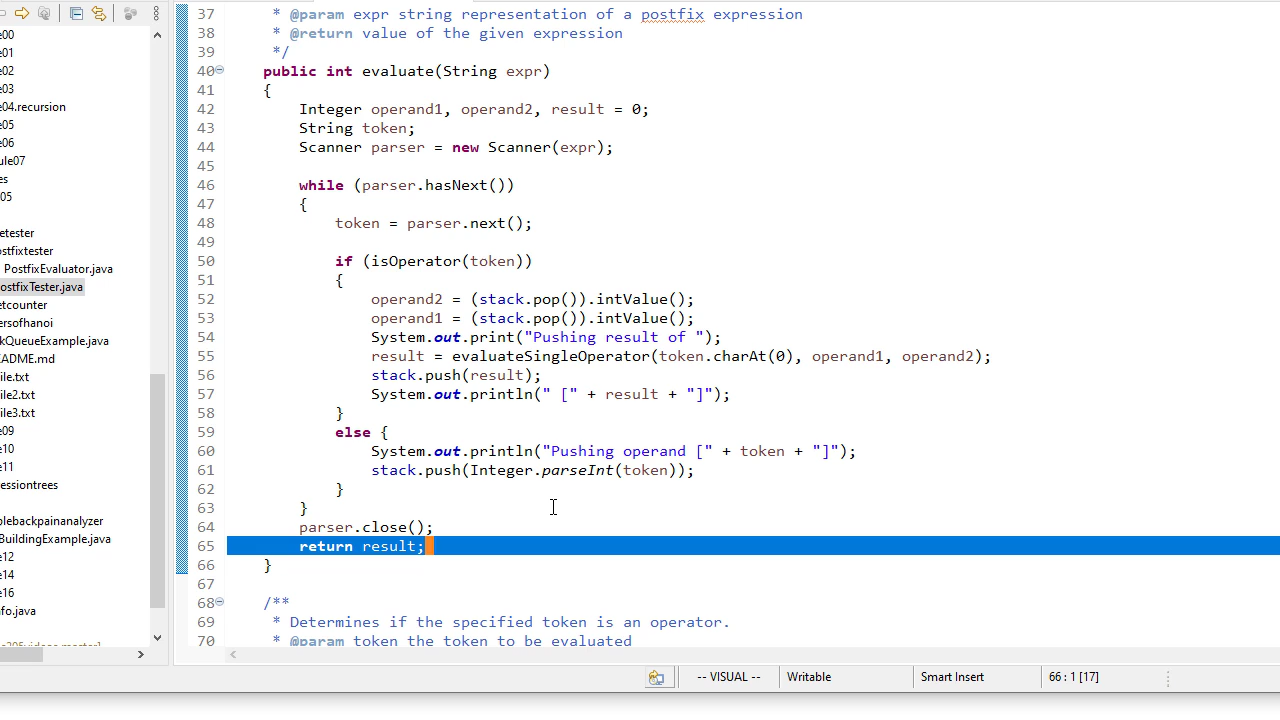 e00
e01
e02
e03
e04.recursion
e05
e06
ule07
es
05
etester
ostfixtester
PostfixEvaluator.java
ostfixTester.java
etcounter
ersofhanoi
kQueueExample.java
EADME.md
ile.txt
ile2.txt
ile3.txt
e09
e10
e11
essiontrees
plebackpainanalyzer
BuildingExample.java
e12
e14
e16
nfo.java
37 * @param expr string representation of a postfix expression
38 * @return value of the given expression
39 */
40 public int evaluate(String expr)
41 {
42 Integer operand1, operand2, result = 0;
43 String token;
44 Scanner parser = new Scanner(expr);
45
46 while (parser.hasNext())
47 {
48 token = parser.next();
49
50 if (isOperator(token))
51 {
52 operand2 = (stack.pop()).intValue();
53 operand1 = (stack.pop()).intValue();
54 System.out.print("Pushing result of ");
55 result = evaluateSingleOperator(token.charAt(0), operand1, operand2);
56 stack.push(result);
57 System.out.println(" [" + result + "]");
58 }
59 else {
60 System.out.println("Pushing operand [" + token + "]");
61 stack.push(Integer.parseInt(token));
62 }
63 }
64 parser.close();
65 return result;
66 }
67
68 /**
69 * Determines if the specified token is an operator.
70 * @param token the token to be evaluated
-- VISUAL -- Writable Smart Insert 66 : 1 [17]